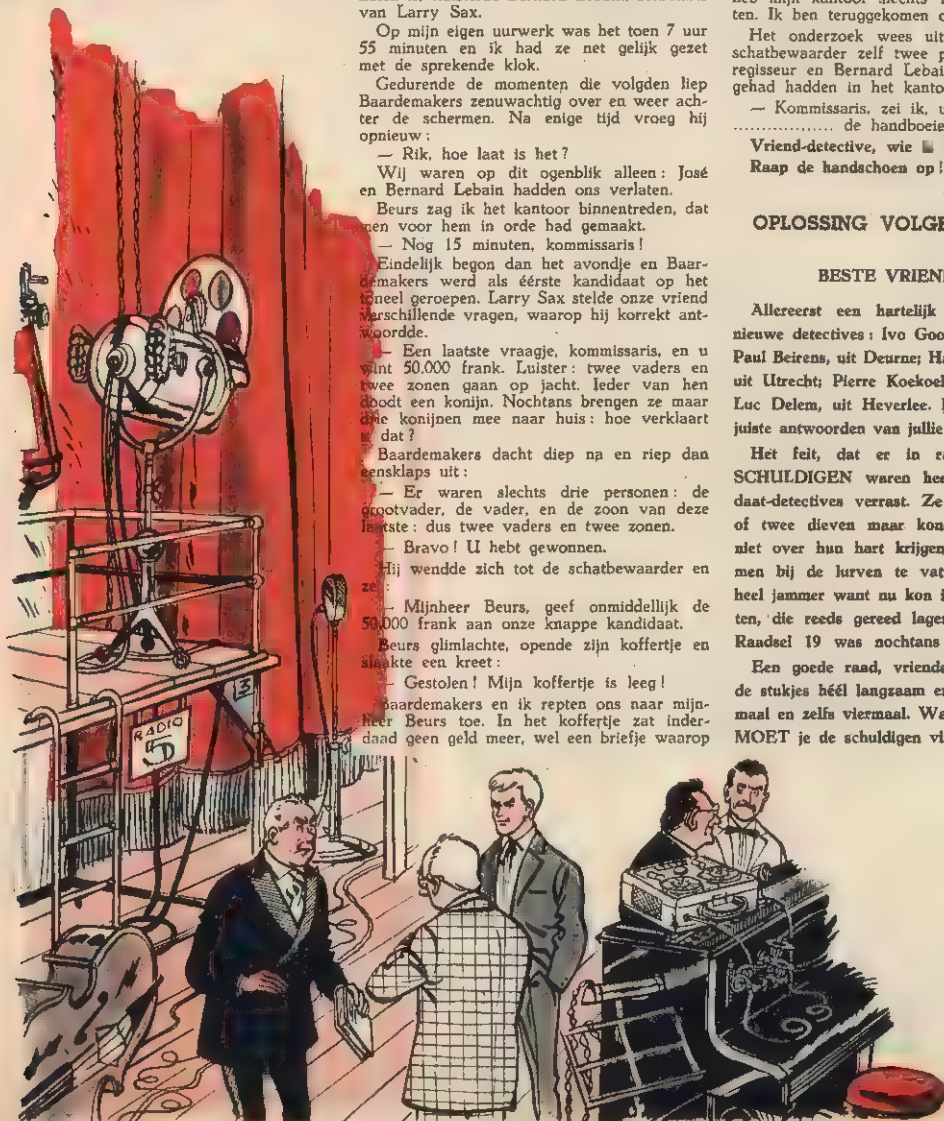 van Larry Sax.
Op mijn eigen uurwerk was het toen 7 uur
55 minuten en ik had ze net gelijk gezet
met de sprekende klok.
Gedurende de momenten die volgden liep
Baardemakers zenuwachtig over en weer ach-
ter de schermen. Na enige tijd vroeg hij
opnieuw :
— Rik, hoe laat is het ?
Wij waren op dit ogenblik alleen : José
en Bernard Lebain hadden ons verlaten.
Beurs zag ik het kantoor binnentreden, dat
men voor hem in orde had gemaakt.
— Nog 15 minuten, kommissaris !
Eindelijk begon dan het avondje en Baar-
demakers werd als éérste kandidaat op het
toneel geroepen. Larry Sax stelde onze vriend
verschillende vragen, waarop hij korrekt ant-
woordde.
— Een laatste vraagje, kommissaris, en u
wint 50.000 frank. Luister : twee vaders en
twee zonen gaan op jacht. Ieder van hen
doodt een konijn. Nochtans brengen ze maar
drie konijnen mee naar huis : hoe verklaart
dat ?
Baardemakers dacht diep na en riep dan
eensklaps uit :
— Er waren slechts drie personen : de
grootvader, de vader, en de zoon van deze
laatste : dus twee vaders en twee zonen.
— Bravo ! U hebt gewonnen.
Hij wendde zich tot de schatbewaarder en
— Mijnheer Beurs, geef onmiddellijk de
50.000 frank aan onze knappe kandidaat.
Beurs glimlachte, opende zijn koffertje en
slaakte een kreet :
— Gestolen ! Mijn koffertje is leeg !
Baardemakers en ik repten ons naar mijn-
heer Beurs toe. In het koffertje zat inder-
daad geen geld meer, wel een briefje waarop
ten. Ik ben teruggekomen
Het onderzoek wees uit
schatbewaarder zelf twee
regisseur en Bernard Lebai
gehad hadden in het kanto
— Kommissaris, zei ik,
.................. de handboeie
Vriend-detective, wie
Raap de handschoen op !
OPLOSSING VOLGE
BESTE VRIEN
Allereerst een hartelijk
nieuwe detectives : Ivo Goo
Paul Beirens, uit Deurne; Ha
uit Utrecht; Pierre Koekoel
Luc Delem, uit Heverlee.
juiste antwoorden van jullie
Het feit, dat er in ra
SCHULDIGEN waren hee
daat-detectives verrast. Ze
of twee dieven maar kon
niet over hun hart krijgen
men bij de lurven te vat
heel jammer want nu kon
ten, die reeds gereed lagen
Raadsel 19 was nochtans
Een goede raad, vriende
de stukjes héél langzaam e
maal en zelfs viermaal. Wa
MOET je de schuldigen vi
3
RADIO